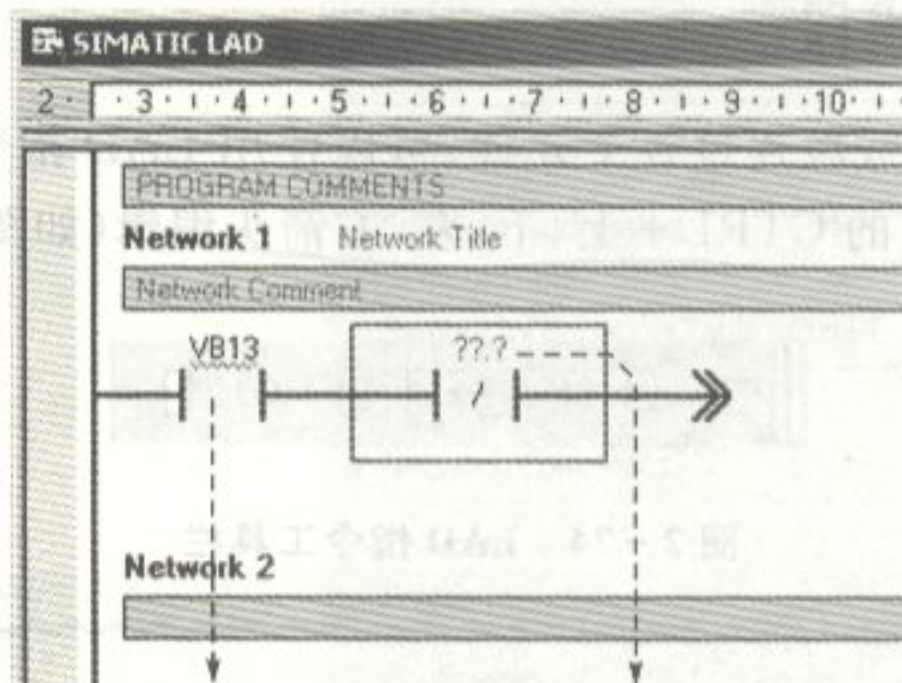 SIMATIC LAD
2 · · 3 · ı · 4 · ı · 5 · ı · 6 · ı · 7 · ı · 8 · ı · 9 · ı · 10 · ı ·
PROGRAM COMMENTS
Network 1 Network Title
Network Comment
VB13 ??.?
/
Network 2